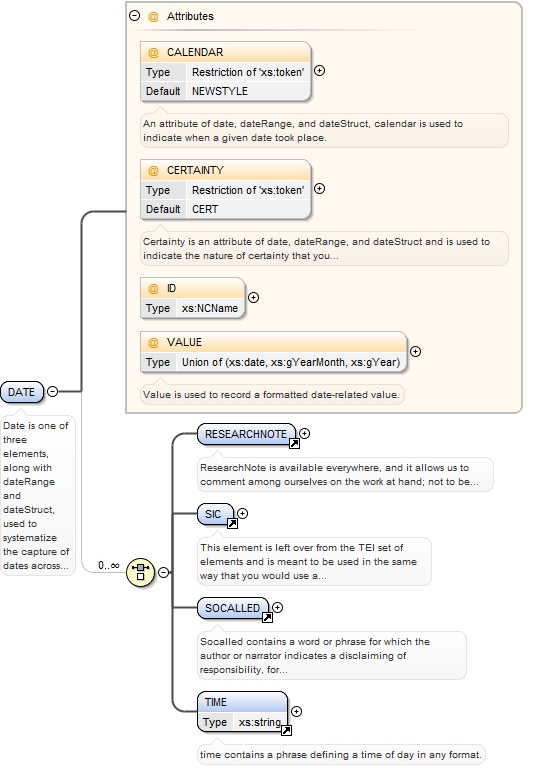 @ Attributes
@ CALENDAR
Type Restriction of 'xs:token'
Default NEWSTYLE
An attribute of date, dateRange, and dateStruct, calendar is used to
indicate when a given date took place.
@ CERTAINTY
Type Restriction of 'xs:token'
Default CERT
Certainty is an attribute of date, dateRange, and dateStruct and is used to
indicate the nature of certainty that you...
@ ID
Type xs:NCName
@ VALUE
Type Union of (xs:date, xs:gYearMonth, xs:gYear)
Value is used to record a formatted date-related value.
DATE
Date is one of
three
elements,
along with
dateRange
and
dateStruct,
used to
systematize
the capture of
dates across...
0..∞
RESEARCHNOTE
ResearchNote is available everywhere, and it allows us to
comment among ourselves on the work at hand; not to be...
SIC
This element is left over from the TEI set of
elements and is meant to be used in the same
way that you would use a...
SOCALLED
Socalled contains a word or phrase for which the
author or narrator indicates a disclaiming of
responsibility, for...
TIME
Type xs:string
time contains a phrase defining a time of day in any format.